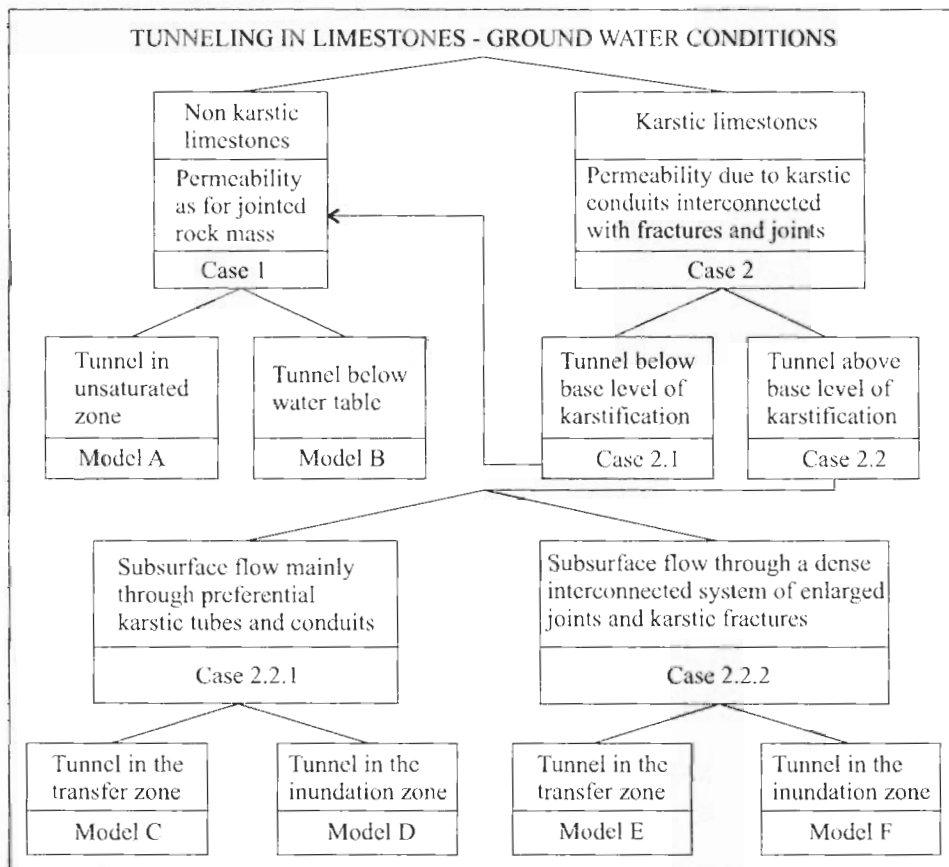 TUNNELING IN LIMESTONES - GROUND WATER CONDITIONS
Non karstic
limestones
Permeability
as for jointed
rock mass
Case 1
Karstic limestones
Permeability due to karstic
conduits interconnected
with fractures and joints
Case 2
Tunnel in
unsaturated
zone
Model A
Tunnel below
water table
Model B
Tunnel below
base level of
karstification
Case 2.1
Tunnel above
base level of
karstification
Case 2.2
Subsurface flow mainly
through preferential
karstic tubes and conduits
Case 2.2.1
Subsurface flow through a dense
interconnected system of enlarged
joints and karstic fractures
Case 2.2.2
Tunnel in the
transfer zone
Model C
Tunnel in the
inundation zone
Model D
Tunnel in the
transfer zone
Model E
Tunnel in the
inundation zone
Model F